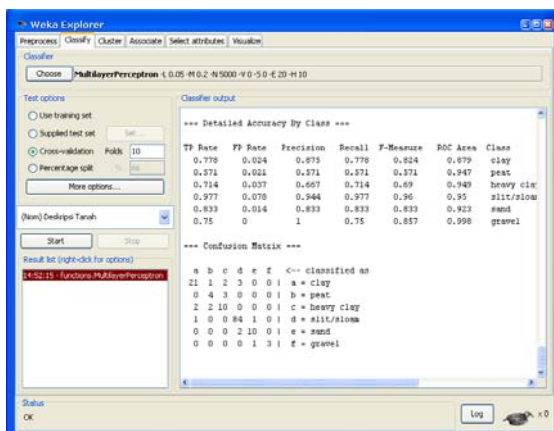 Weka Explorer
Preprocess Classify Cluster Associate Select attributes Visualize
Classifier
Choose MultilayerPerceptron -L 0.05 -M 0.2 -N 5000 -V 0 -S 0 -E 20 -H 10
Test options
Use training set
Supplied test set Set...
Cross-validation Folds 10
Percentage split % 66
More options...
(Nom) Deskripsi Tanah
Start Stop
Result list (right-click for options)
14:52:15 - functions.MultilayerPerceptron
Classifier output
=== Detailed Accuracy By Class ===
TP Rate FP Rate Precision Recall F-Measure ROC Area Class
0.778 0.024 0.875 0.778 0.824 0.879 clay
0.571 0.021 0.571 0.571 0.571 0.947 peat
0.714 0.037 0.667 0.714 0.69 0.949 heavy clay
0.977 0.078 0.944 0.977 0.96 0.95 slit/sloam
0.833 0.014 0.833 0.833 0.833 0.923 sand
0.75 0 1 0.75 0.857 0.998 gravel
=== Confusion Matrix ===
a b c d e f <-- classified as
21 1 2 3 0 0 | a = clay
0 4 3 0 0 0 | b = peat
2 2 10 0 0 0 | c = heavy clay
1 0 0 84 1 0 | d = slit/sloam
0 0 0 2 10 0 | e = sand
0 0 0 0 1 3 | f = gravel
Status
OK
Log
x 0